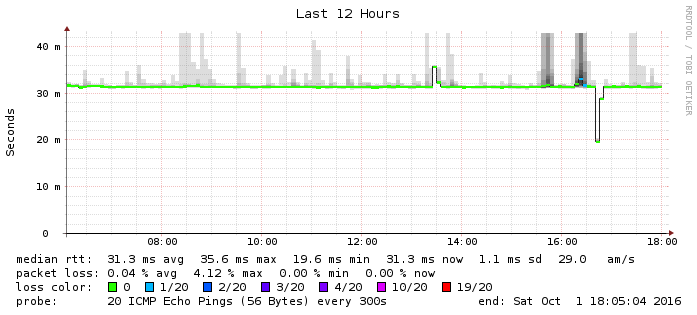 Last 12 Hours
RRDTOOL / TOBI OETIKER
Seconds
40 m
30 m
20 m
10 m
0
08:00 10:00 12:00 14:00 16:00 18:00
median rtt: 31.3 ms avg 35.6 ms max 19.6 ms min 31.3 ms now 1.1 ms sd 29.0 am/s
packet loss: 0.04 % avg 4.12 % max 0.00 % min 0.00 % now
loss color: 0 1/20 2/20 3/20 4/20 10/20 19/20
probe: 20 ICMP Echo Pings (56 Bytes) every 300s end: Sat Oct 1 18:05:04 2016